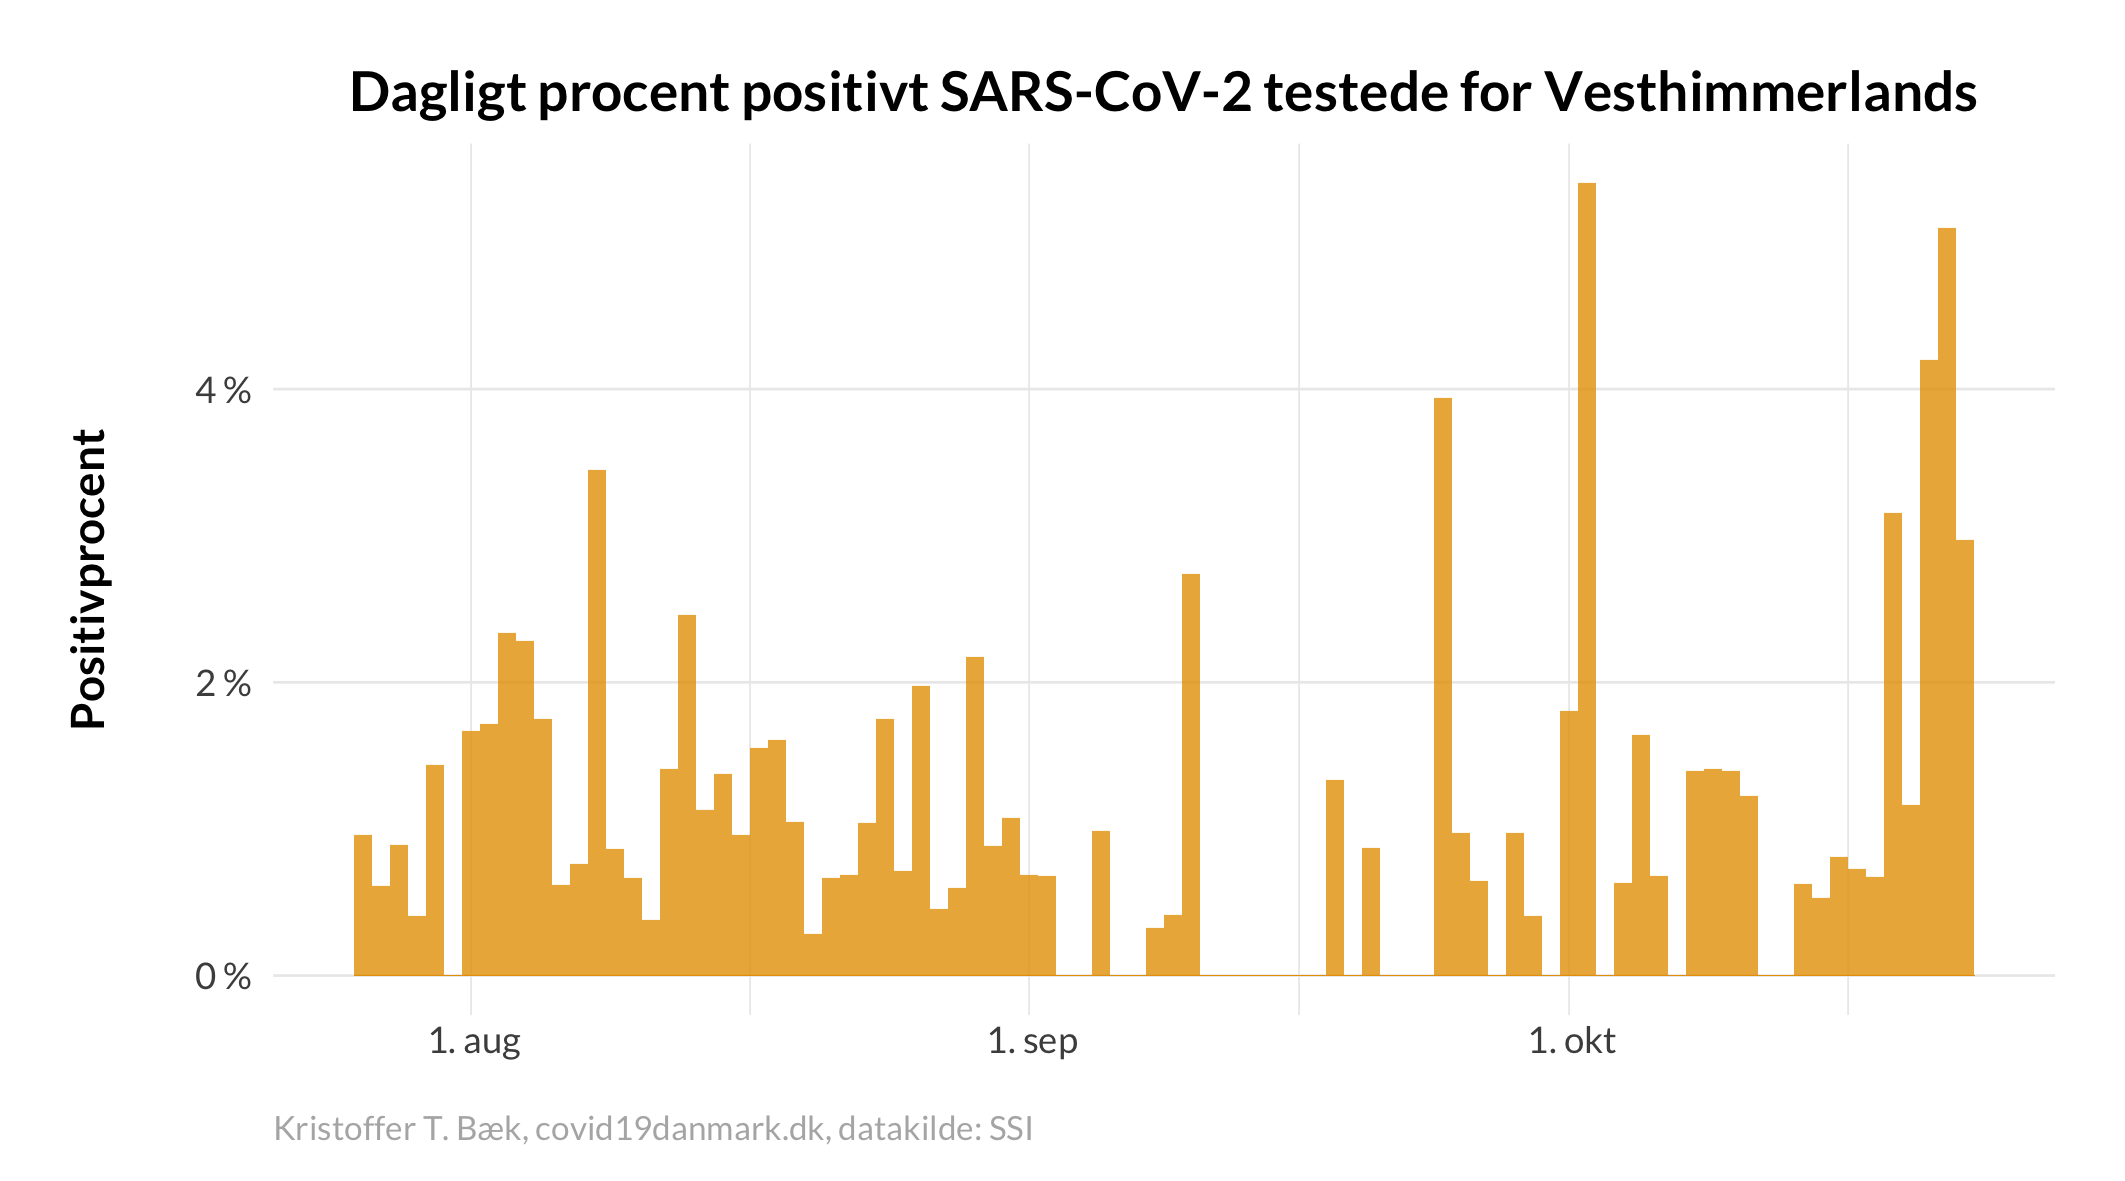 Dagligt procent positivt SARS-CoV-2 testede for Vesthimmerlands
Positivprocent
4 %
2 %
0 %
1. aug
1. sep
1. okt
Kristoffer T. Bæk, covid19danmark.dk, datakilde: SSI